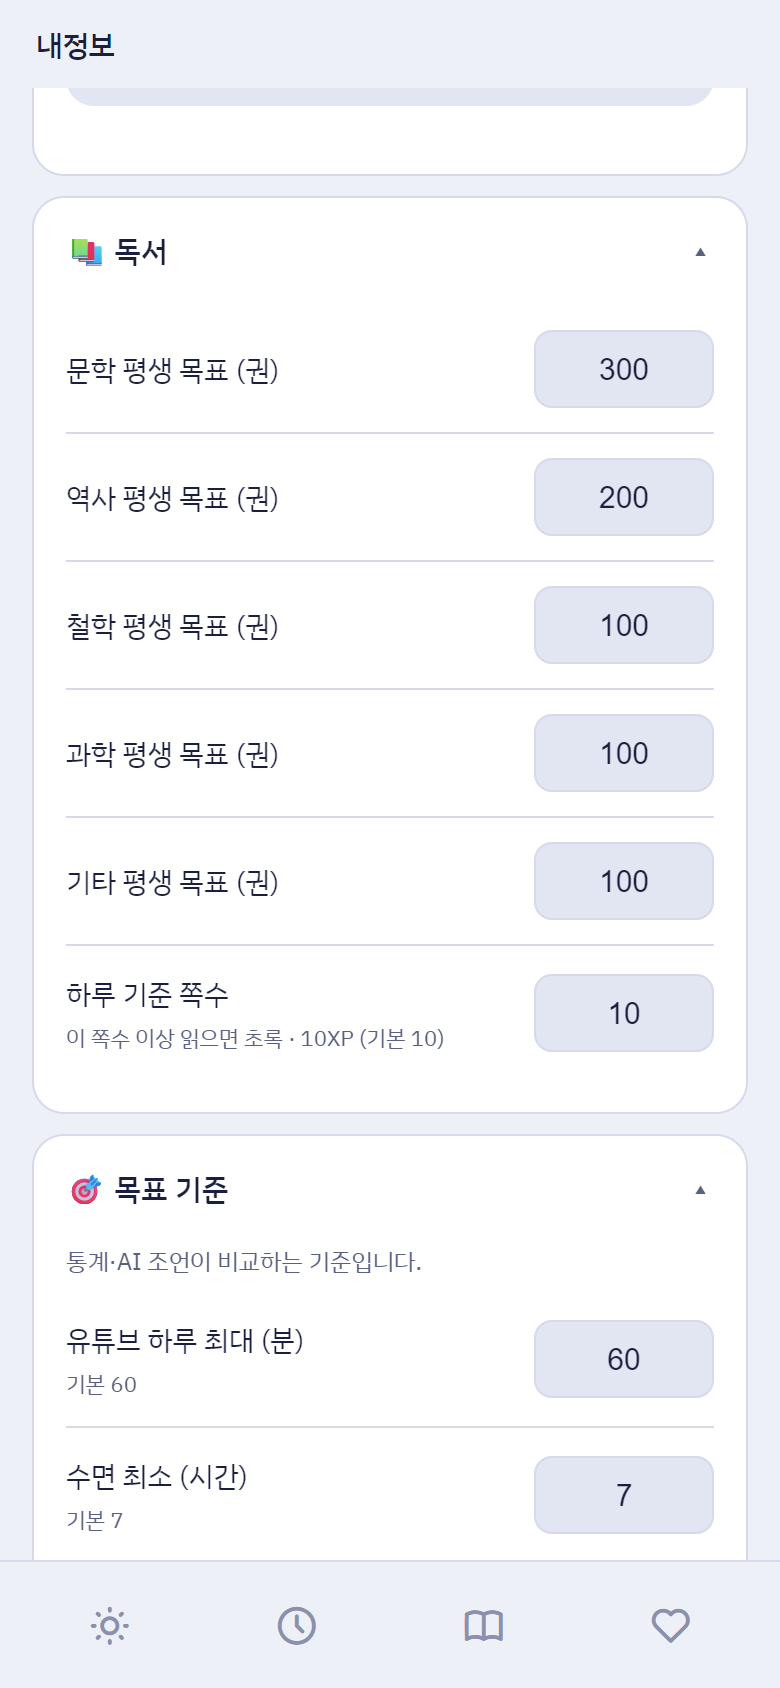 내정보
독서
▲
문학 평생 목표 (권)
300
역사 평생 목표 (권)
200
철학 평생 목표 (권)
100
과학 평생 목표 (권)
100
기타 평생 목표 (권)
100
하루 기준 쪽수
이 쪽수 이상 읽으면 초록 · 10XP (기본 10)
10
목표 기준
▲
통계·AI 조언이 비교하는 기준입니다.
유튜브 하루 최대 (분)
기본 60
60
수면 최소 (시간)
기본 7
7